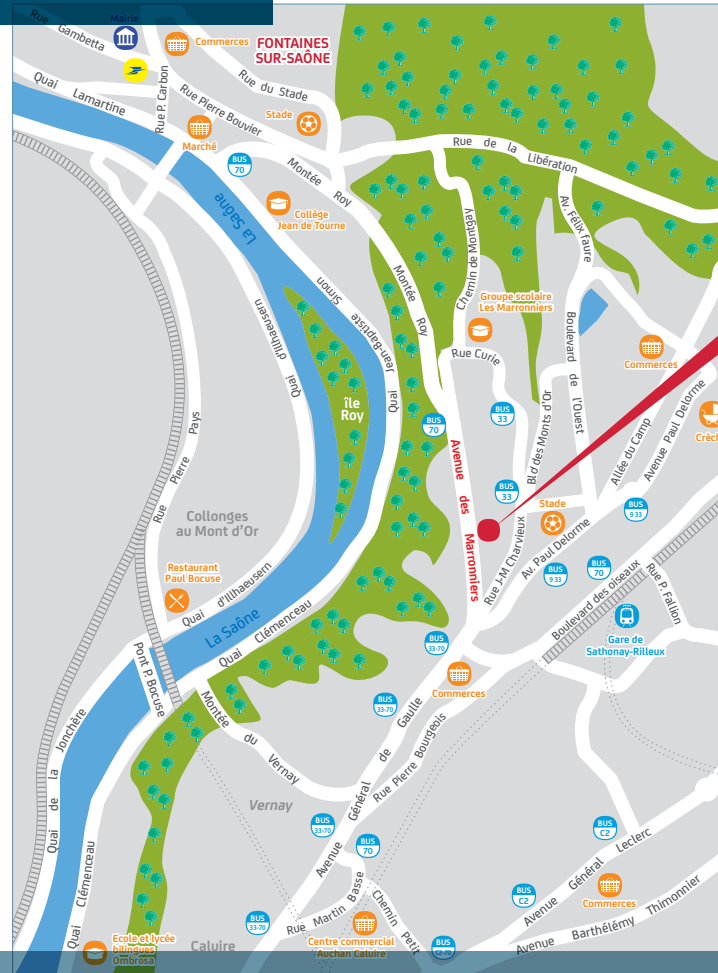 Mairie
Rue Gambetta
Commerces
FONTAINES
SUR-SAÔNE
Quai Lamartine
Rue P. Carbon
Rue du Stade
Rue Pierre Bouvier
Stade
Marché
BUS
70
Montée Roy
Rue de la Libération
La Saône
Collège
Jean de Tourne
Av. Félix faure
Chemin de Montgay
Montée Roy
Quai Jean-Baptiste Simon
Quai d'Illhaeusern
Groupe scolaire
Les Marronniers
Boulevard de l'Ouest
Commerces
Rue Curie
île
Roy
BUS
70
BUS
33
Bld des Monts d'Or
Allée du Camp
Avenue Paul Delorme
Crèch
Rue Pierre Pays
Avenue des Marronniers
BUS
33
Stade
BUS
9 33
Collonges
au Mont d'Or
Rue J-M Charvieux
Av. Paul Delorme
BUS
9 33
BUS
70
Boulevard des oiseaux
Rue P. Fallion
Restaurant
Paul Bocuse
Quai d'Illhaeusern
La Saône
Quai Clémenceau
Gare de
Sathonay-Rilleux
BUS
33-70
Pont P. Bocuse
Commerces
BUS
33-70
Montée du Vernay
Avenue Général de Gaulle
Rue Pierre Bourgeois
Quai de la Jonchère
Vernay
BUS
33-70
BUS
70
BUS
C2
Avenue Général Leclerc
Quai Clémenceau
BUS
C2
Commerces
Rue Martin Basse
Chemin Petit
BUS
33-70
Avenue Barthélémy Thimonnier
Ecole et lycée
bilingues
Ombrosa
Caluire
Centre commercial
Auchan Caluire
BUS
C2-70